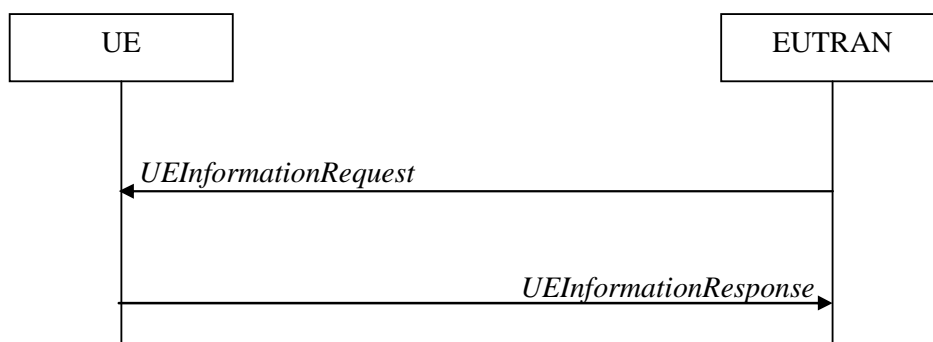 UE
EUTRAN
UEInformationRequest
UEInformationResponse